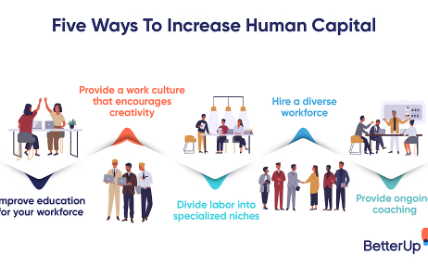 Five Ways To Increase Human Capital
Provide a work culture
that encourages
creativity
Hire a diverse
workforce
mprove education
for your workforce
Divide labor into
specialized niches
Provide ongoing
coaching
BetterUp